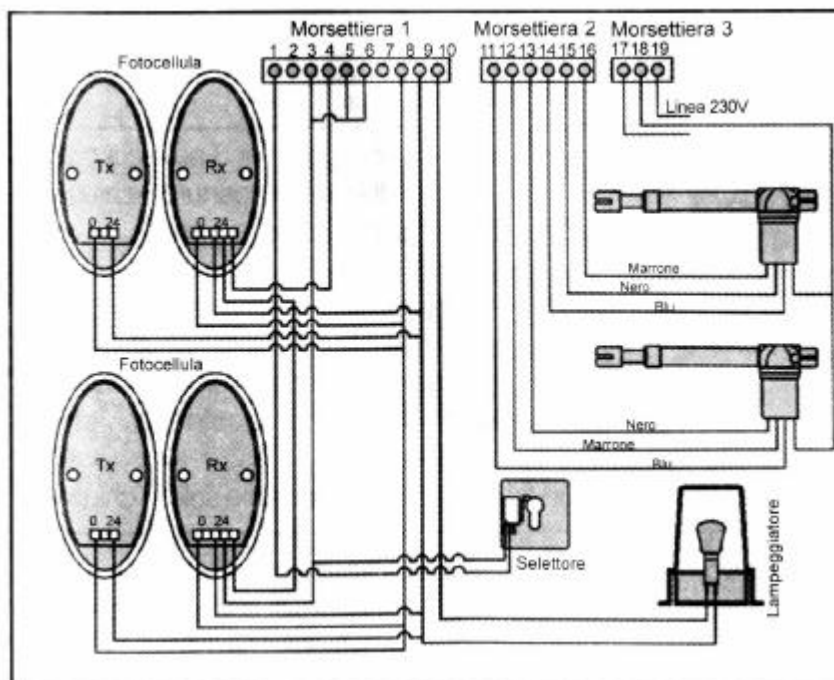 Morsettiera 1
Morsettiera 2
Morsettiera 3
1 2 3 4 5 6 7 8 9 10
11 12 13 14 15 16
17 18 19
Fotocellula
Linea 230V
Tx
Rx
0 24
0 24
Marrone
Nero
Blu
Fotocellula
Tx
Rx
0 24
0 24
Nero
Marrone
Blu
Selettore
Lampeggiatore